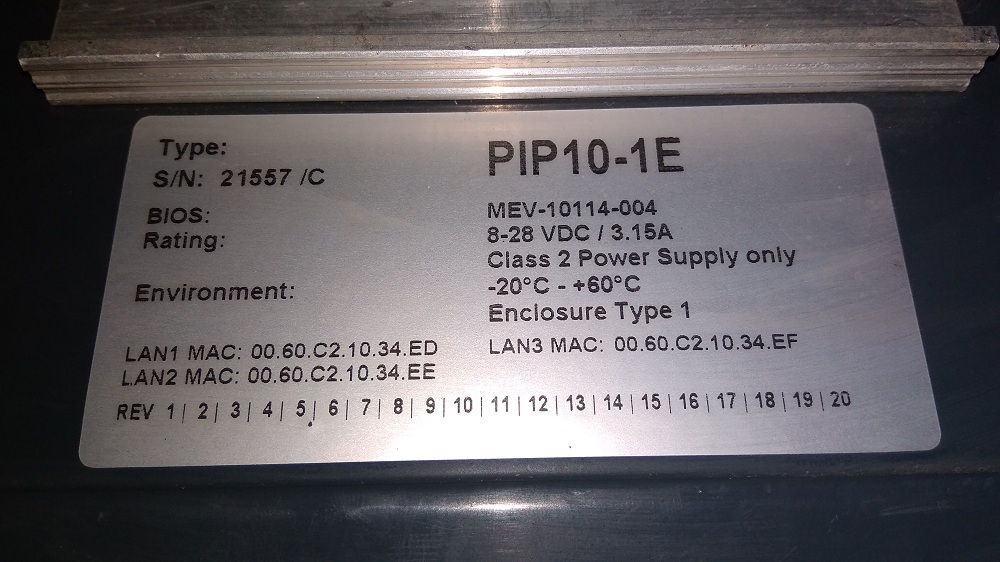 Type: PIP10-1E
S/N: 21557 /C
BIOS: MEV-10114-004
Rating: 8-28 VDC / 3.15A
Class 2 Power Supply only
Environment: -20°C - +60°C
Enclosure Type 1
LAN1 MAC: 00.60.C2.10.34.ED LAN3 MAC: 00.60.C2.10.34.EF
LAN2 MAC: 00.60.C2.10.34.EE
REV 1| 2| 3| 4| 5| 6| 7| 8| 9| 10| 11| 12| 13| 14| 15| 16| 17| 18| 19| 20